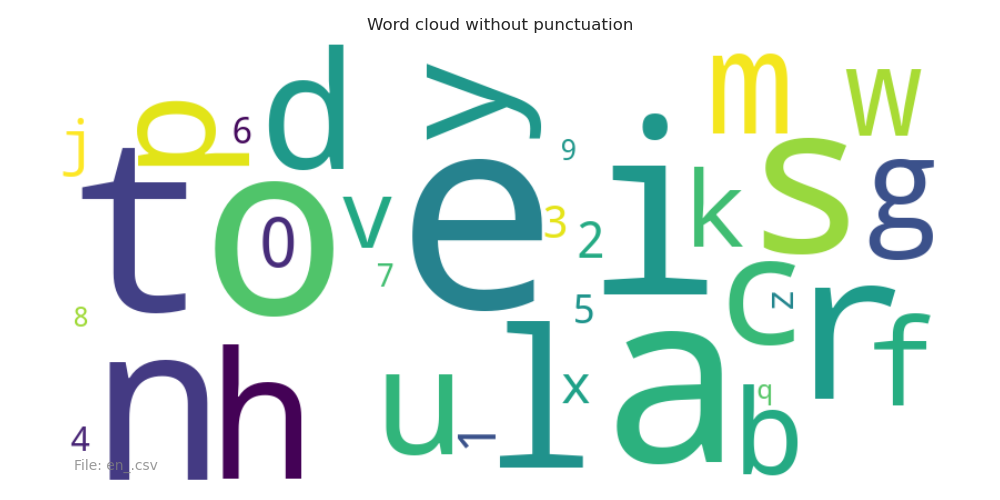 Word cloud without punctuation
j p 6 d y 9 m w
t o 0 v e 3 2 i k s g
7 8 5 c z r f
n h u l x a q b
4 1
File: en_.csv